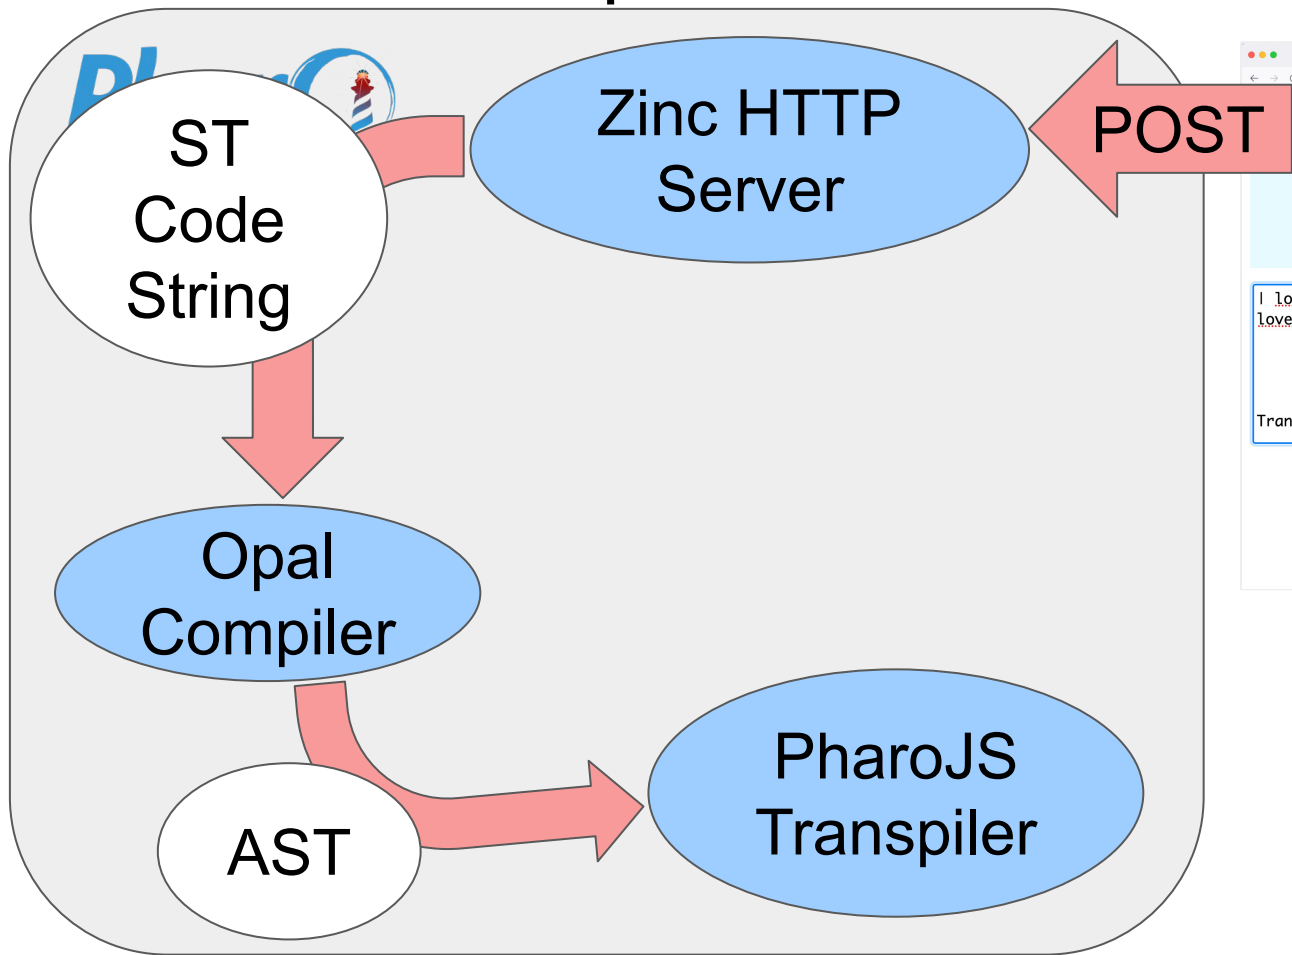 Zinc HTTP
Server
POST
ST
Code
String
Opal
Compiler
AST
PharoJS
Transpiler